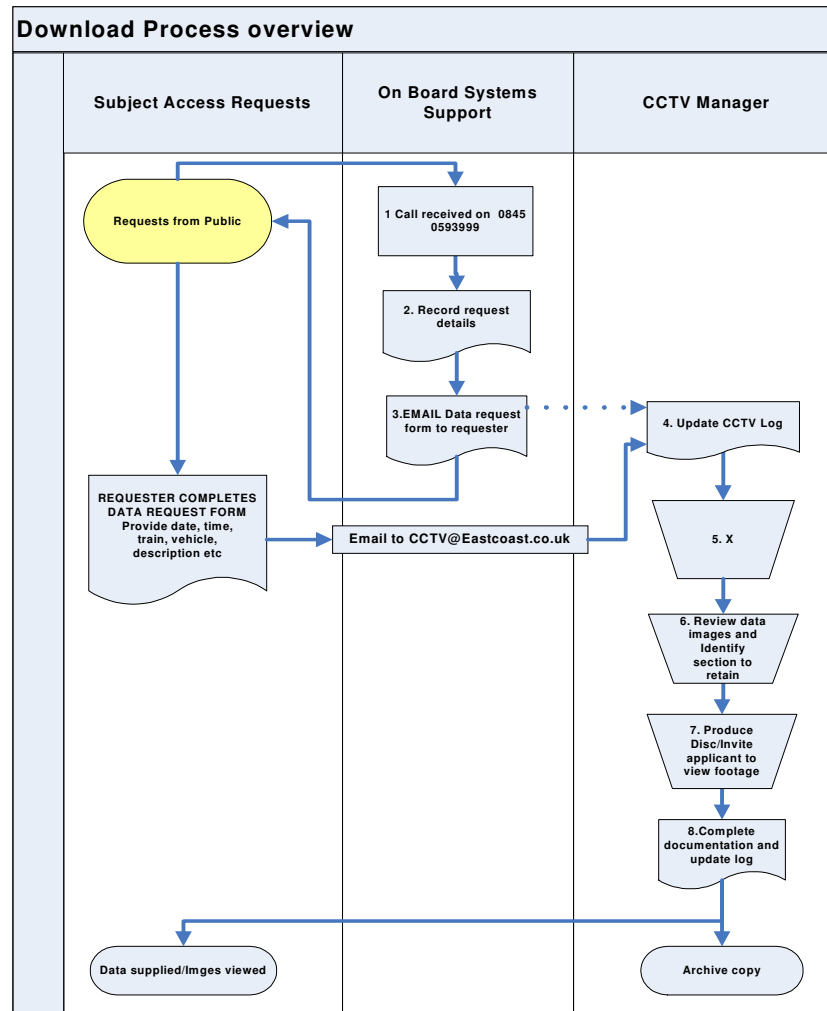 Download Process overview
Subject Access Requests
On Board Systems
Support
CCTV Manager
Requests from Public
1 Call received on 0845
0593999
2. Record request
details
3.EMAIL Data request
form to requester
4. Update CCTV Log
REQUESTER COMPLETES
DATA REQUEST FORM
Provide date, time,
train, vehicle,
description etc
Email to CCTV@Eastcoast.co.uk
5. X
6. Review data
images and
Identify
section to
retain
7. Produce
Disc/Invite
applicant to
view footage
8.Complete
documentation and
update log
Data supplied/Imges viewed
Archive copy